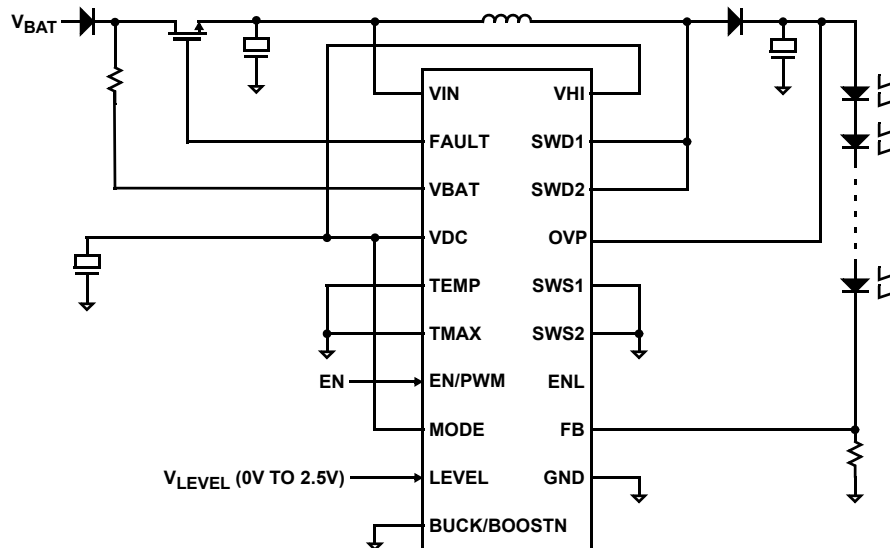 VBAT
VIN VHI
FAULT SWD1
VBAT SWD2
VDC OVP
TEMP SWS1
TMAX SWS2
EN EN/PWM ENL
MODE FB
VLEVEL (0V TO 2.5V) LEVEL GND
BUCK/BOOSTN